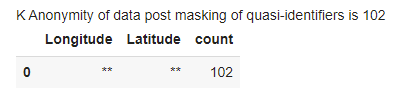 K Anonymity of data post masking of quasi-identifiers is 102
Longitude Latitude count
0 ** ** 102